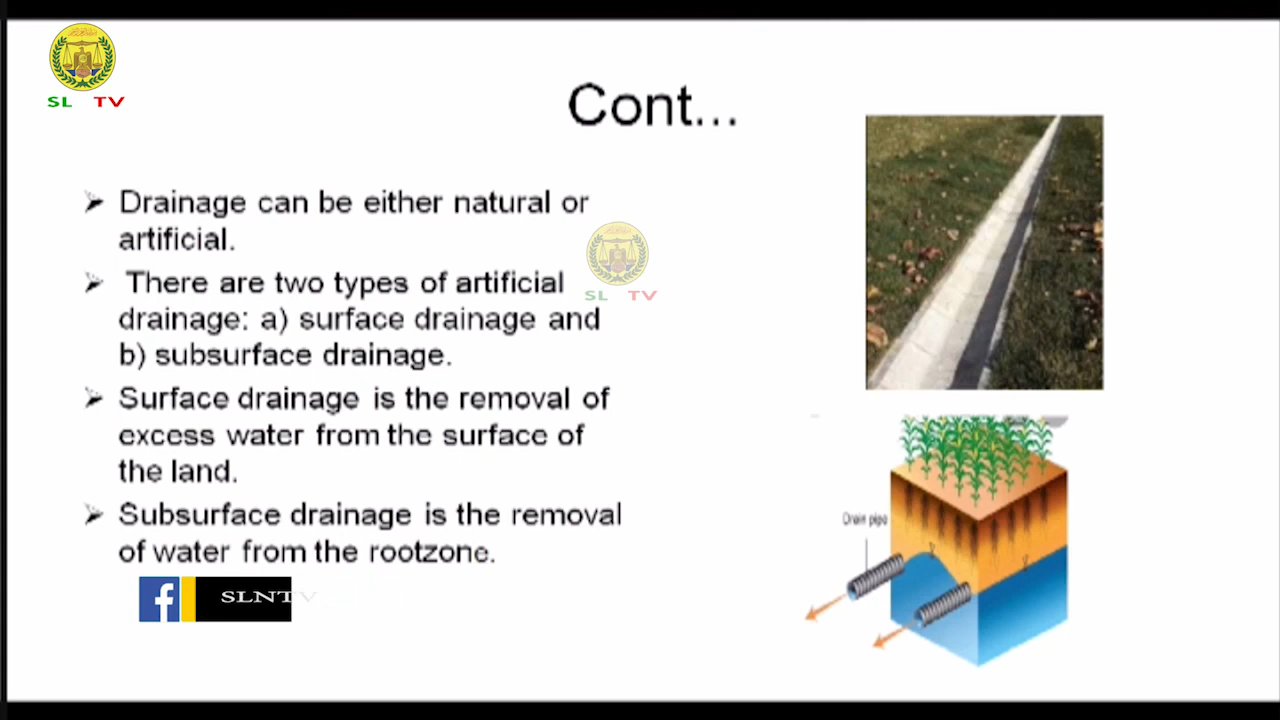 SL TV
Cont...
➢ Drainage can be either natural or
artificial.
➢ There are two types of artificial
drainage: a) surface drainage and
b) subsurface drainage.
➢ Surface drainage is the removal of
excess water from the surface of
the land.
➢ Subsurface drainage is the removal
of water from the rootzone.
SL TV
Drain pipe
f SLNTV